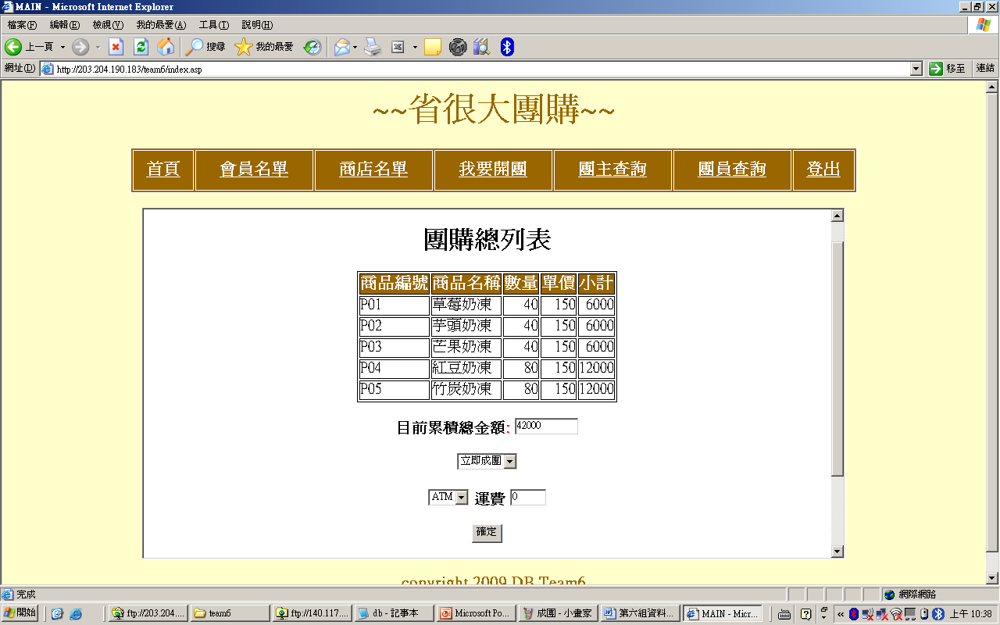 MAIN - Microsoft Internet Explorer
檔案(F) 編輯(E) 檢視(V) 我的最愛(A) 工具(T) 說明(H)
上一頁 搜尋 我的最愛
網址(D) http://203.204.190.183/team6/index.asp 移至 連結
~~省很大團購~~
首頁 會員名單 商店名單 我要開團 團主查詢 團員查詢 登出
團購總列表
商品編號 商品名稱 數量 單價 小計
P01 草莓奶凍 40 150 6000
P02 芋頭奶凍 40 150 6000
P03 芒果奶凍 40 150 6000
P04 紅豆奶凍 80 150 12000
P05 竹炭奶凍 80 150 12000
目前累積總金額: 42000
立即成團
ATM 運費 0
確定
copyright 2009 DB Team6
完成 網際網路
開始 ftp://203.204.... team6 ftp://140.117.... db - 記事本 Microsoft Po... 成團 - 小畫家 第六組資料... MAIN - Micr... « 上午 10:38